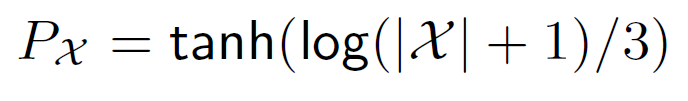 P_𝒳 = tanh(log(|𝒳| + 1)/3)